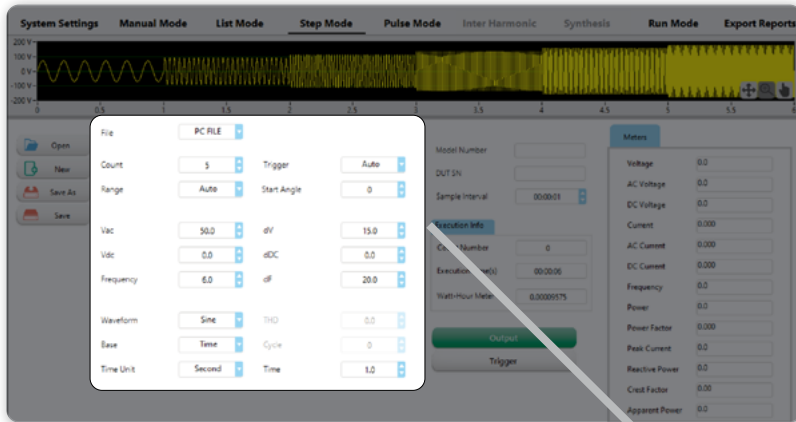 System Settings Manual Mode List Mode Step Mode Pulse Mode Inter Harmonic Synthesis Run Mode Export Reports
200 V
100 V
0 V
-100 V
-200 V
0 0.5 1 1.5 2 2.5 3 3.5 4 4.5 5 5.5 6
File PC FILE
Count 5 Trigger Auto
Range Auto Start Angle 0
Vac 50.0 dV 15.0
Vdc 0.0 dDC 0.0
Frequency 6.0 dF 20.0
Waveform Sine THD 0.0
Base Time Cycle 0
Time Unit Second Time 1.0
Open
New
Save As
Save
Model Number
DUT SN
Sample Interval 00:00:01
Execution Info
Number 0
Execution 00:00:06
Watt-Hour Meter 0.00009575
Output
Trigger
Meters
Voltage 0.0
AC Voltage 0.0
DC Voltage 0.0
Current 0.000
AC Current 0.000
DC Current 0.000
Frequency 0.0
Power 0.0
Power Factor 0.000
Peak Current 0.0
Reactive Power 0.0
Crest Factor 0.00
Apparent Power 0.0